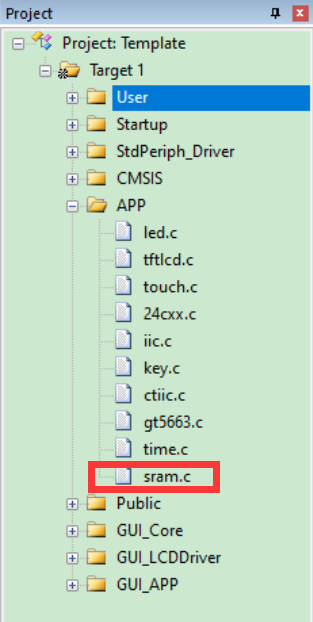 Project
Project: Template
Target 1
User
Startup
StdPeriph_Driver
CMSIS
APP
led.c
tftlcd.c
touch.c
24cxx.c
iic.c
key.c
ctiic.c
gt5663.c
time.c
sram.c
Public
GUI_Core
GUI_LCDDriver
GUI_APP